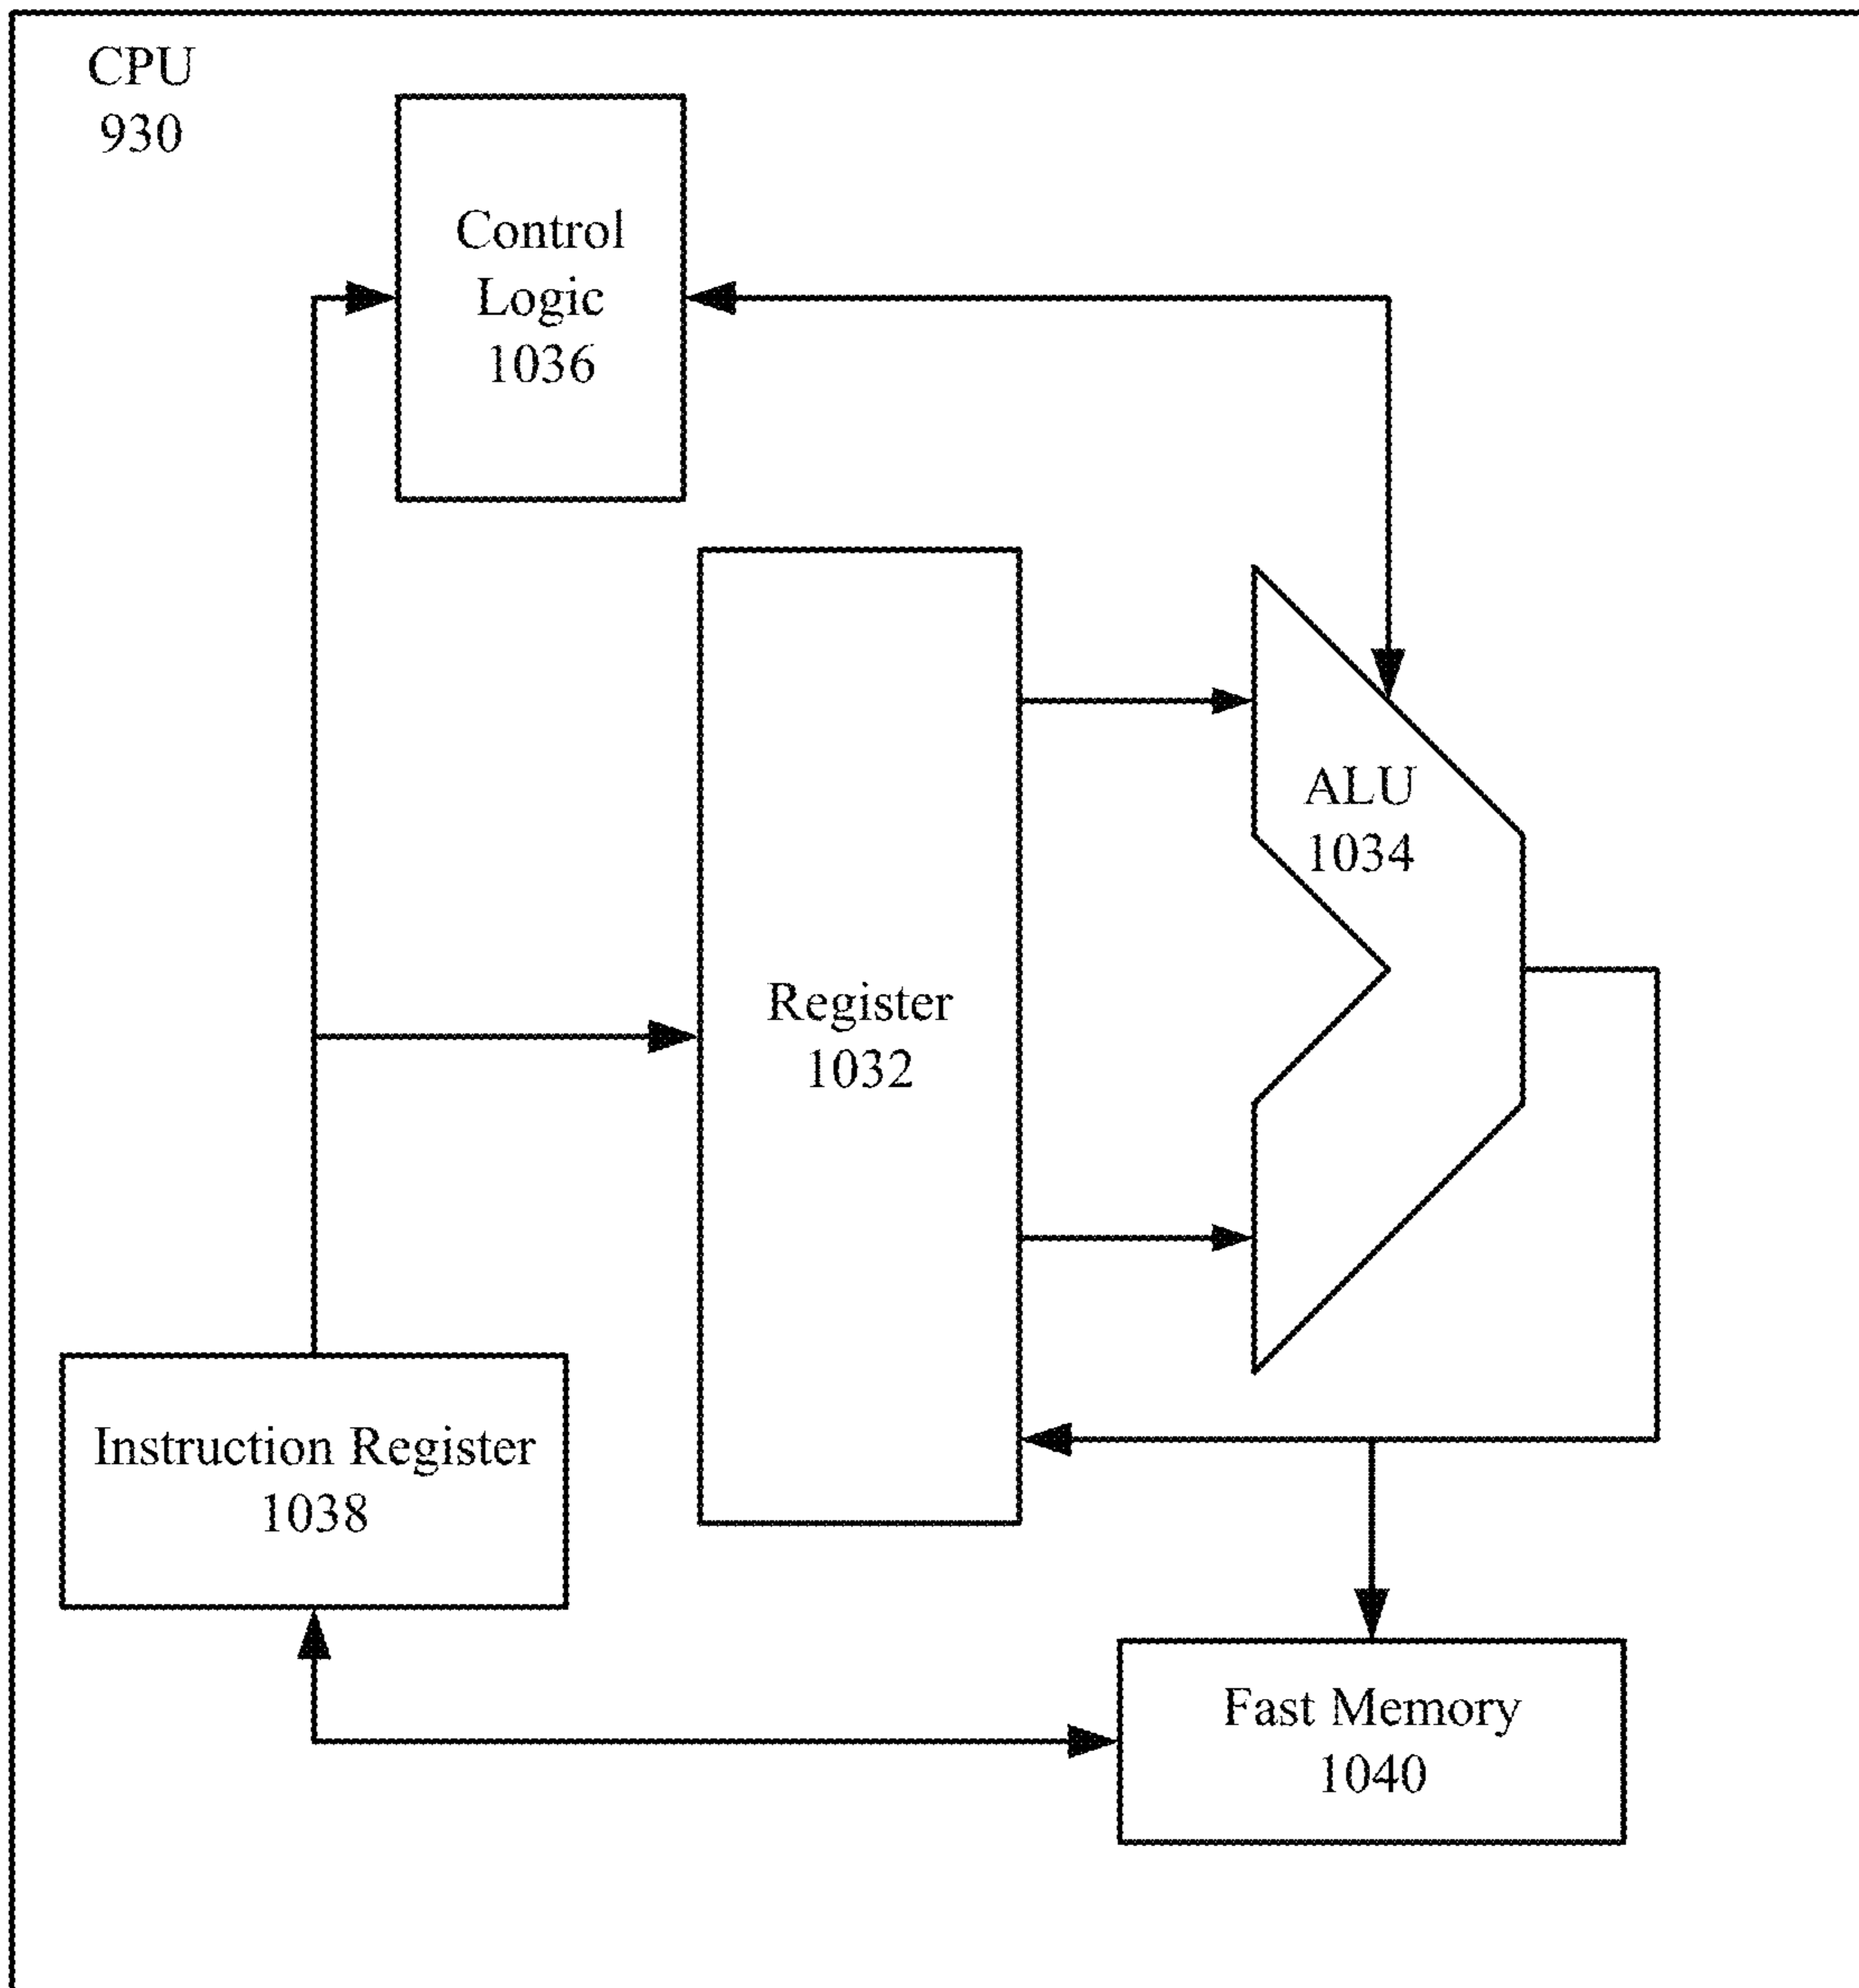 CPU
930
Control
Logic
1036
ALU
1034
Register
1032
Instruction Register
1038
Fast Memory
1040